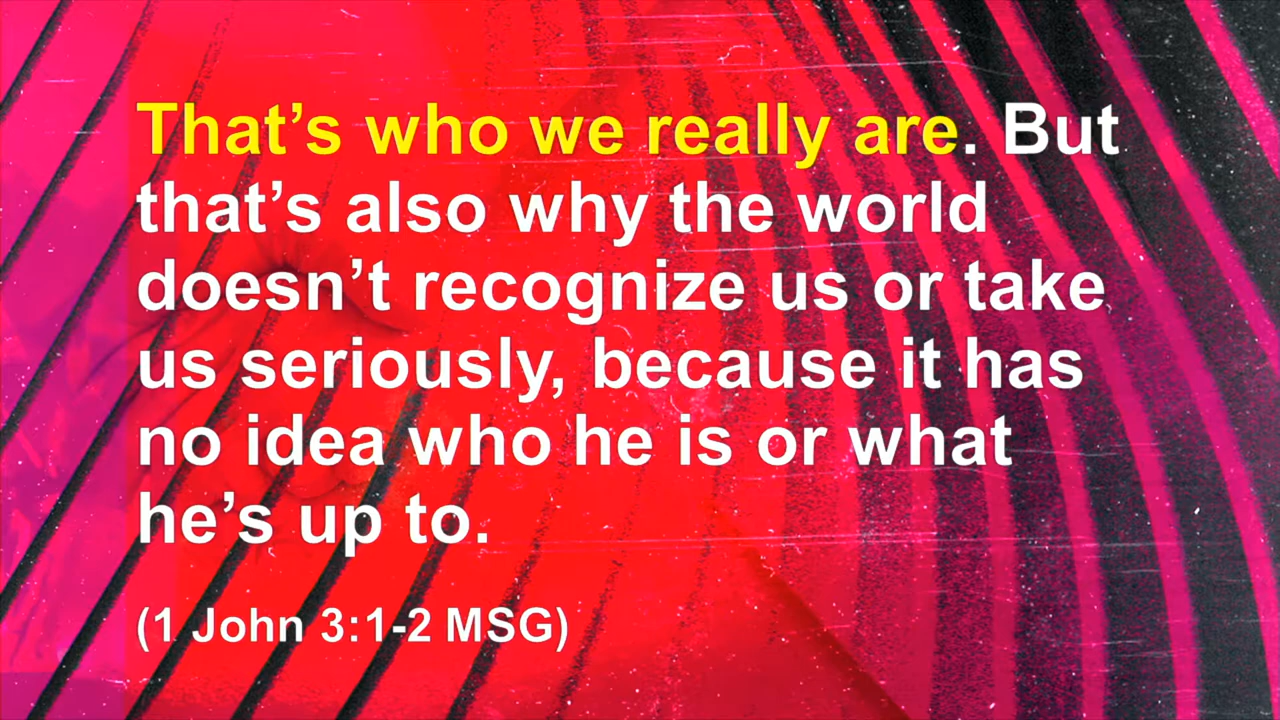 That’s who we really are. But
that’s also why the world
doesn’t recognize us or take
us seriously, because it has
no idea who he is or what
he’s up to.
(1 John 3:1-2 MSG)